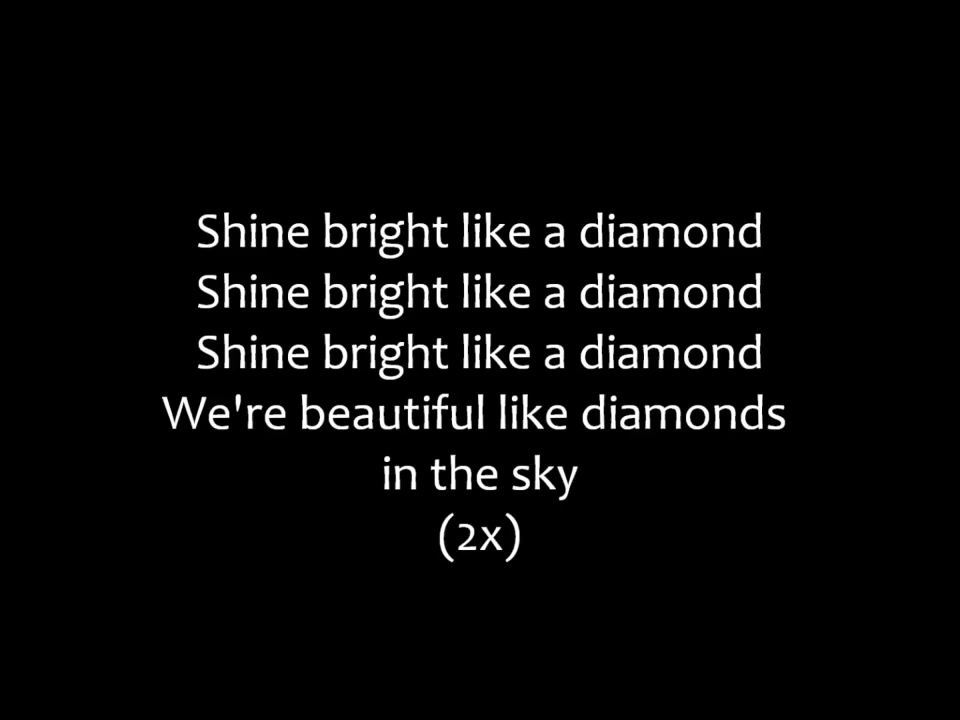 Shine bright like a diamond
Shine bright like a diamond
Shine bright like a diamond
We're beautiful like diamonds
in the sky
(2x)